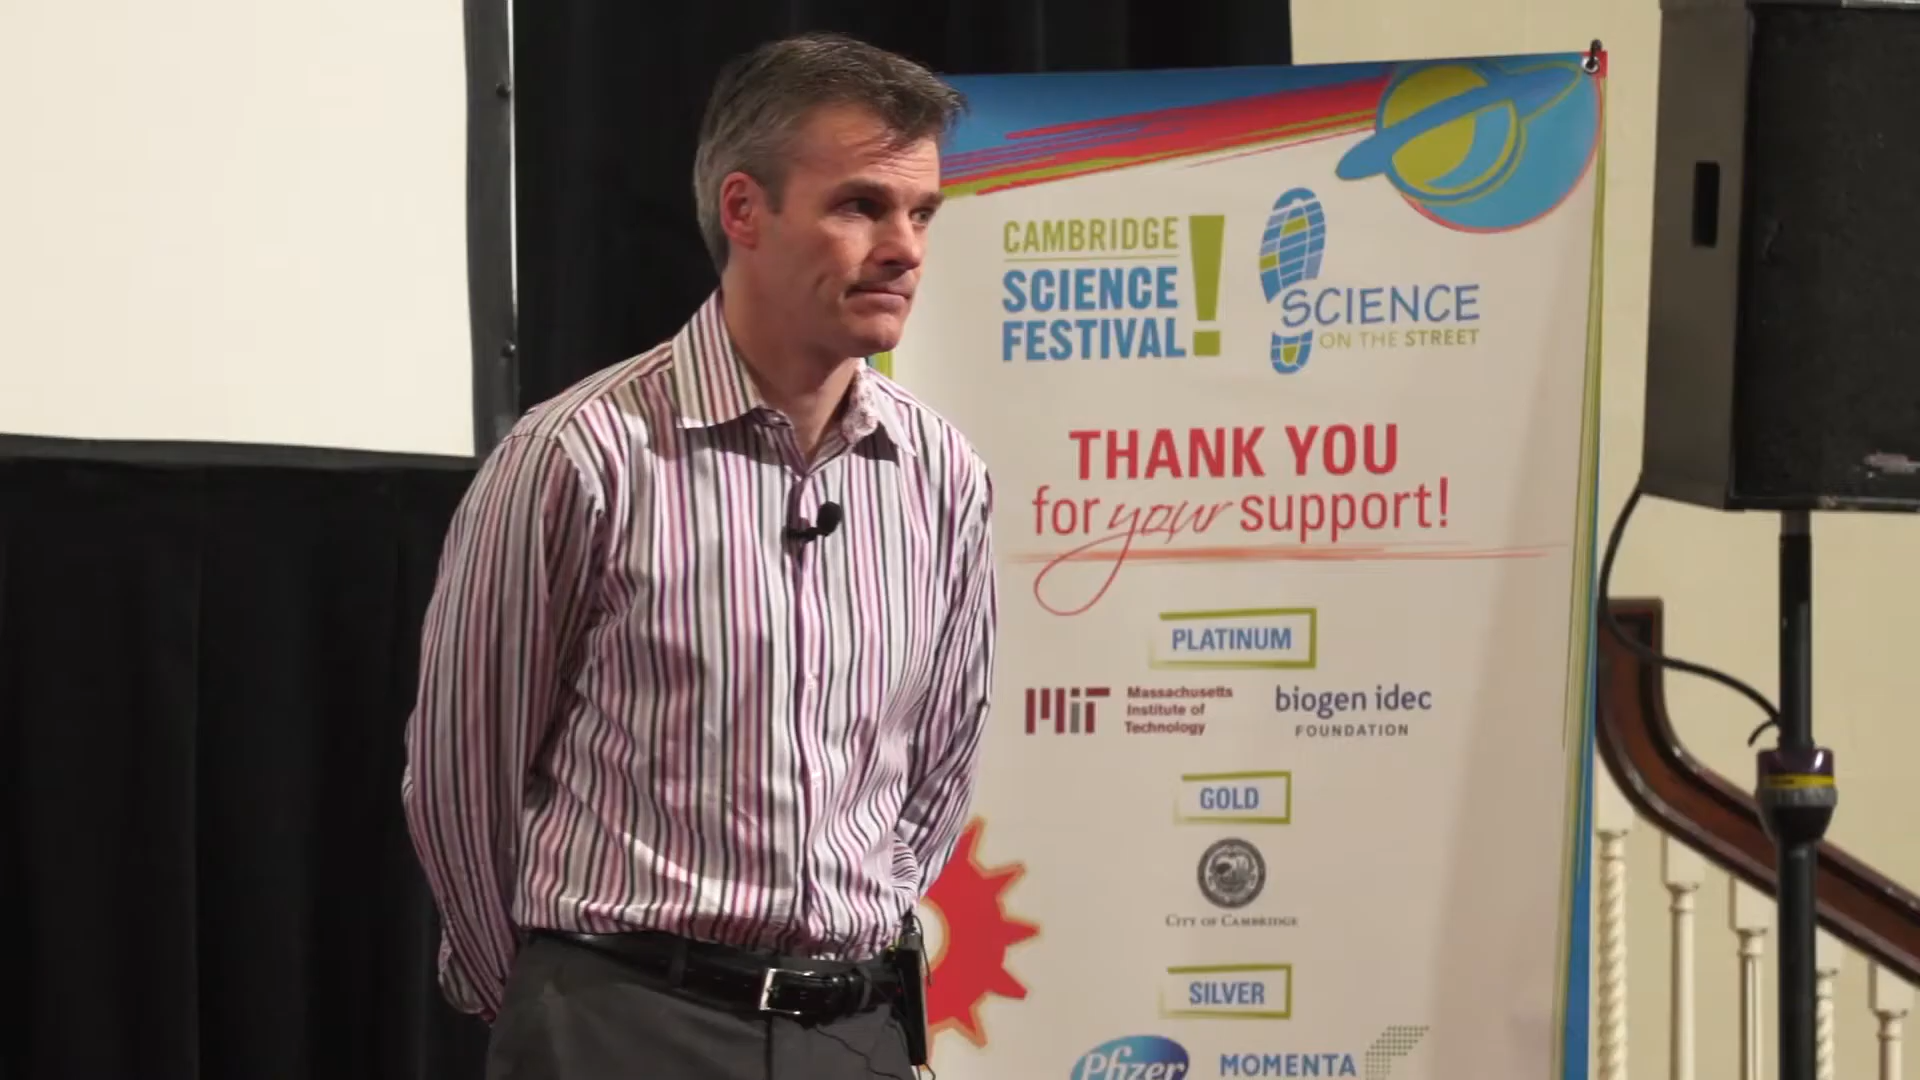 CAMBRIDGE
SCIENCE
FESTIVAL!
SCIENCE
ON THE STREET
THANK YOU
for your support!
PLATINUM
MIT Massachusetts
Institute of
Technology
biogen idec
FOUNDATION
GOLD
CITY OF CAMBRIDGE
SILVER
Pfizer
MOMENTA